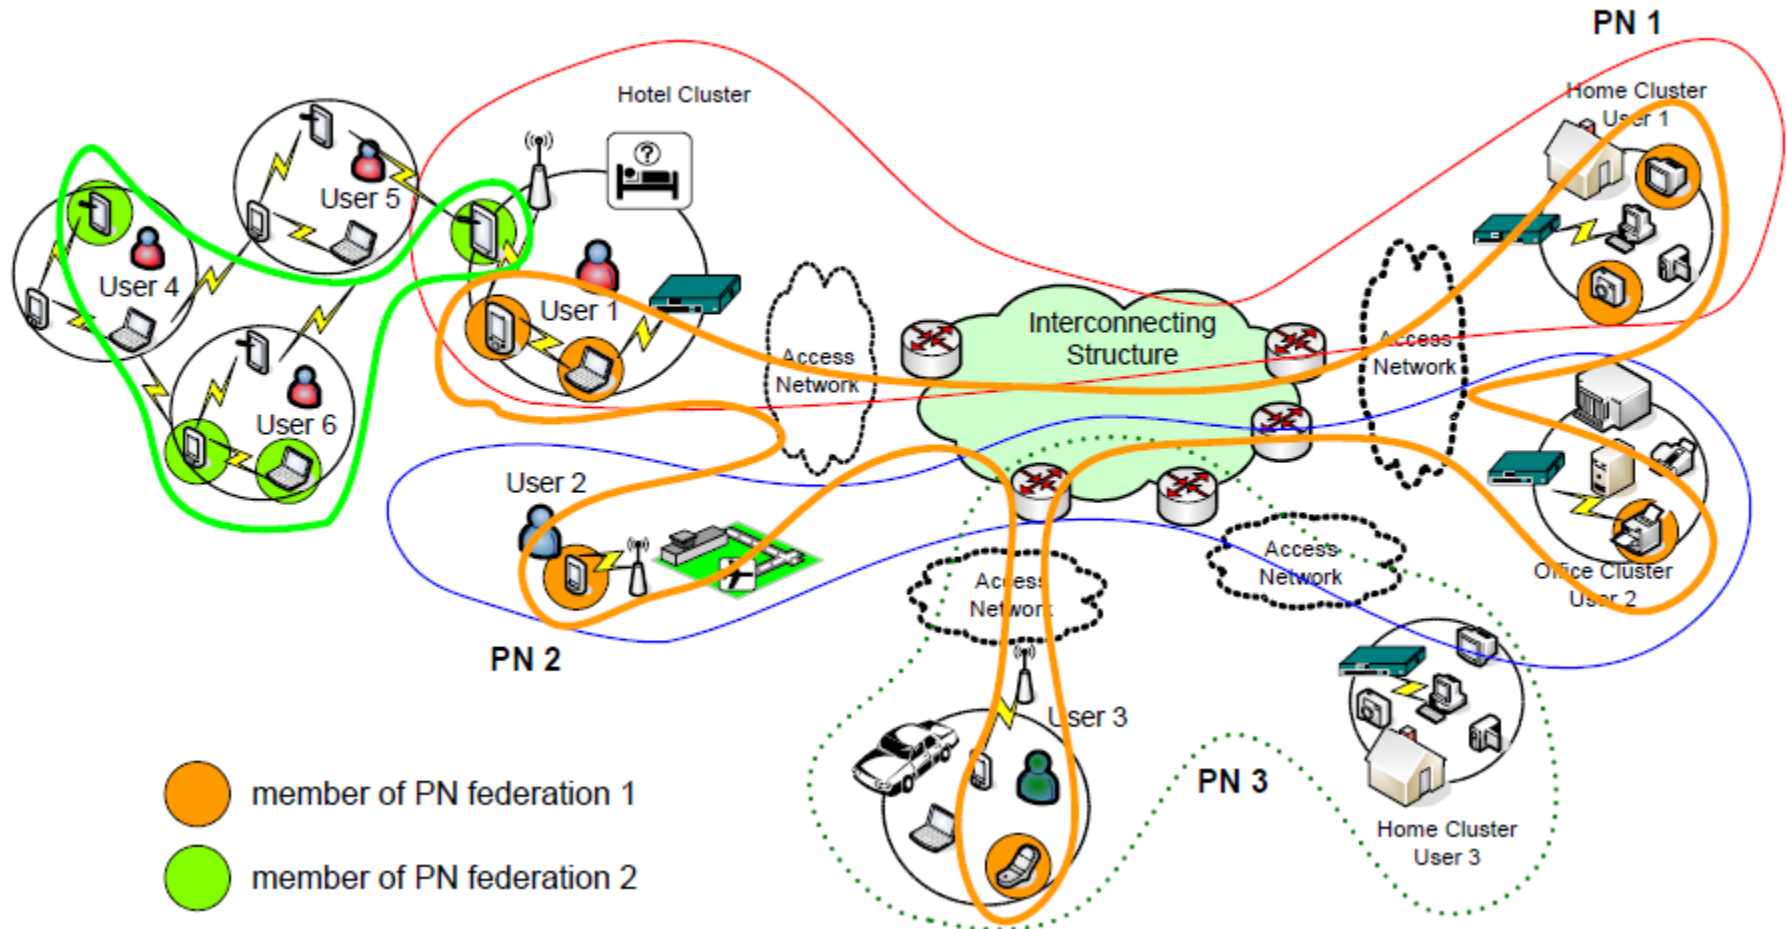 PN 1
Hotel Cluster
Home Cluster
User 1
User 5
User 4
User 1
Interconnecting
Structure
Access
Network
Access
Network
User 6
User 2
?
Access
Network
Access
Network
Office Cluster
User 2
PN 2
User 3
PN 3
member of PN federation 1
Home Cluster
User 3
member of PN federation 2